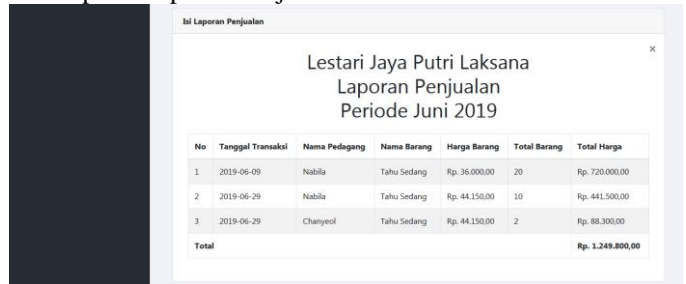 Isi Laporan Penjualan
×
Lestari Jaya Putri Laksana
Laporan Penjualan
Periode Juni 2019
No Tanggal Transaksi Nama Pedagang Nama Barang Harga Barang Total Barang Total Harga
1 2019-06-09 Nabila Tahu Sedang Rp. 36.000,00 20 Rp. 720.000,00
2 2019-06-29 Nabila Tahu Sedang Rp. 44.150,00 10 Rp. 441.500,00
3 2019-06-29 Chanyeol Tahu Sedang Rp. 44.150,00 2 Rp. 88.300,00
Total Rp. 1.249.800,00